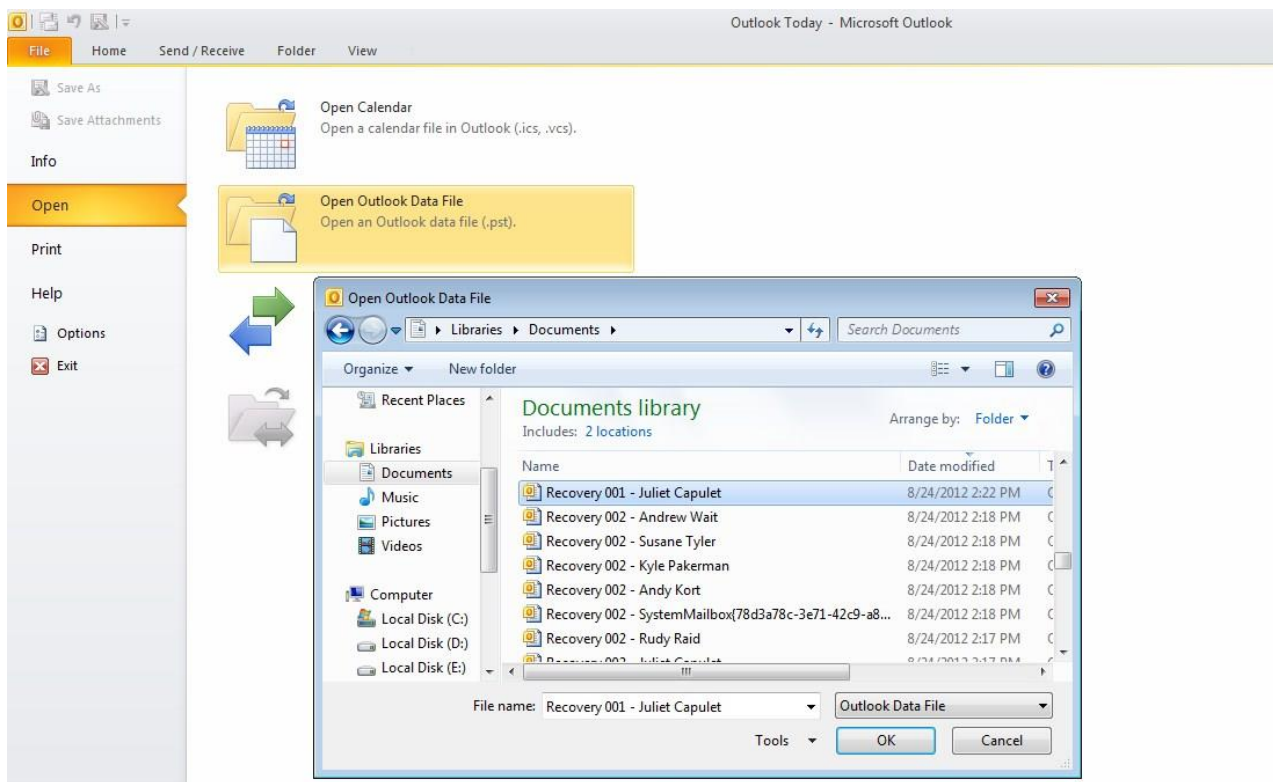 Outlook Today - Microsoft Outlook
File Home Send / Receive Folder View
Save As
Save Attachments
Info
Open
Print
Help
Options
Exit
Open Calendar
Open a calendar file in Outlook (.ics, .vcs).
Open Outlook Data File
Open an Outlook data file (.pst).
Open Outlook Data File
Libraries Documents
Search Documents
Organize New folder
Recent Places
Libraries
Documents
Music
Pictures
Videos
Computer
Local Disk (C:)
Local Disk (D:)
Local Disk (E:)
Documents library
Includes: 2 locations
Arrange by: Folder
Name Date modified T
Recovery 001 - Juliet Capulet 8/24/2012 2:22 PM
Recovery 002 - Andrew Wait 8/24/2012 2:18 PM
Recovery 002 - Susane Tyler 8/24/2012 2:18 PM
Recovery 002 - Kyle Pakerman 8/24/2012 2:18 PM
Recovery 002 - Andy Kort 8/24/2012 2:18 PM
Recovery 002 - SystemMailbox{78d3a78c-3e71-42c9-a8... 8/24/2012 2:18 PM
Recovery 002 - Rudy Raid 8/24/2012 2:17 PM
File name: Recovery 001 - Juliet Capulet Outlook Data File
Tools OK Cancel